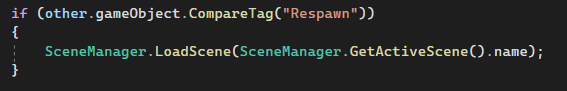 if (other.gameObject.CompareTag("Respawn"))
{
SceneManager.LoadScene(SceneManager.GetActiveScene().name);
}